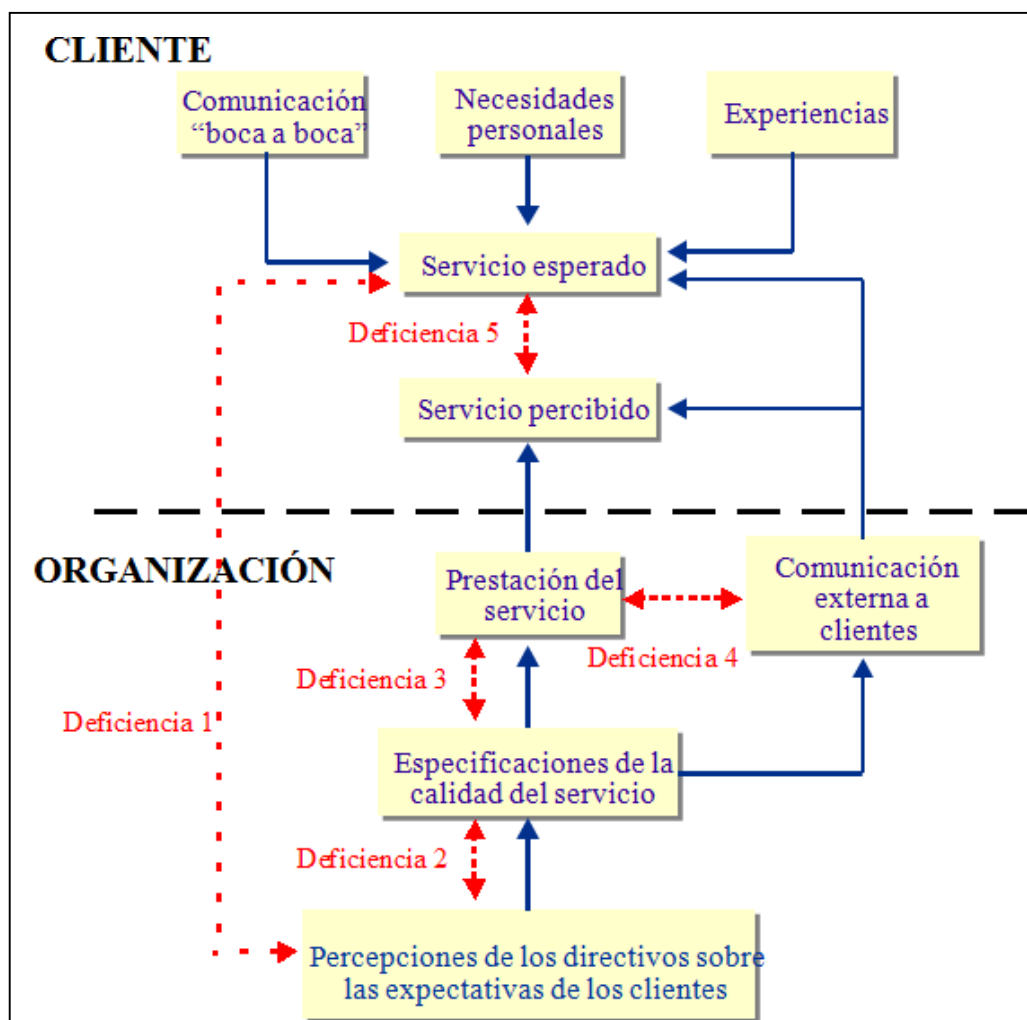 CLIENTE
Comunicación
“boca a boca”
Necesidades
personales
Experiencias
Servicio esperado
Deficiencia 5
Servicio percibido
ORGANIZACIÓN
Prestación del
servicio
Comunicación
externa a
clientes
Deficiencia 4
Deficiencia 3
Deficiencia 1
Especificaciones de la
calidad del servicio
Deficiencia 2
Percepciones de los directivos sobre
las expectativas de los clientes